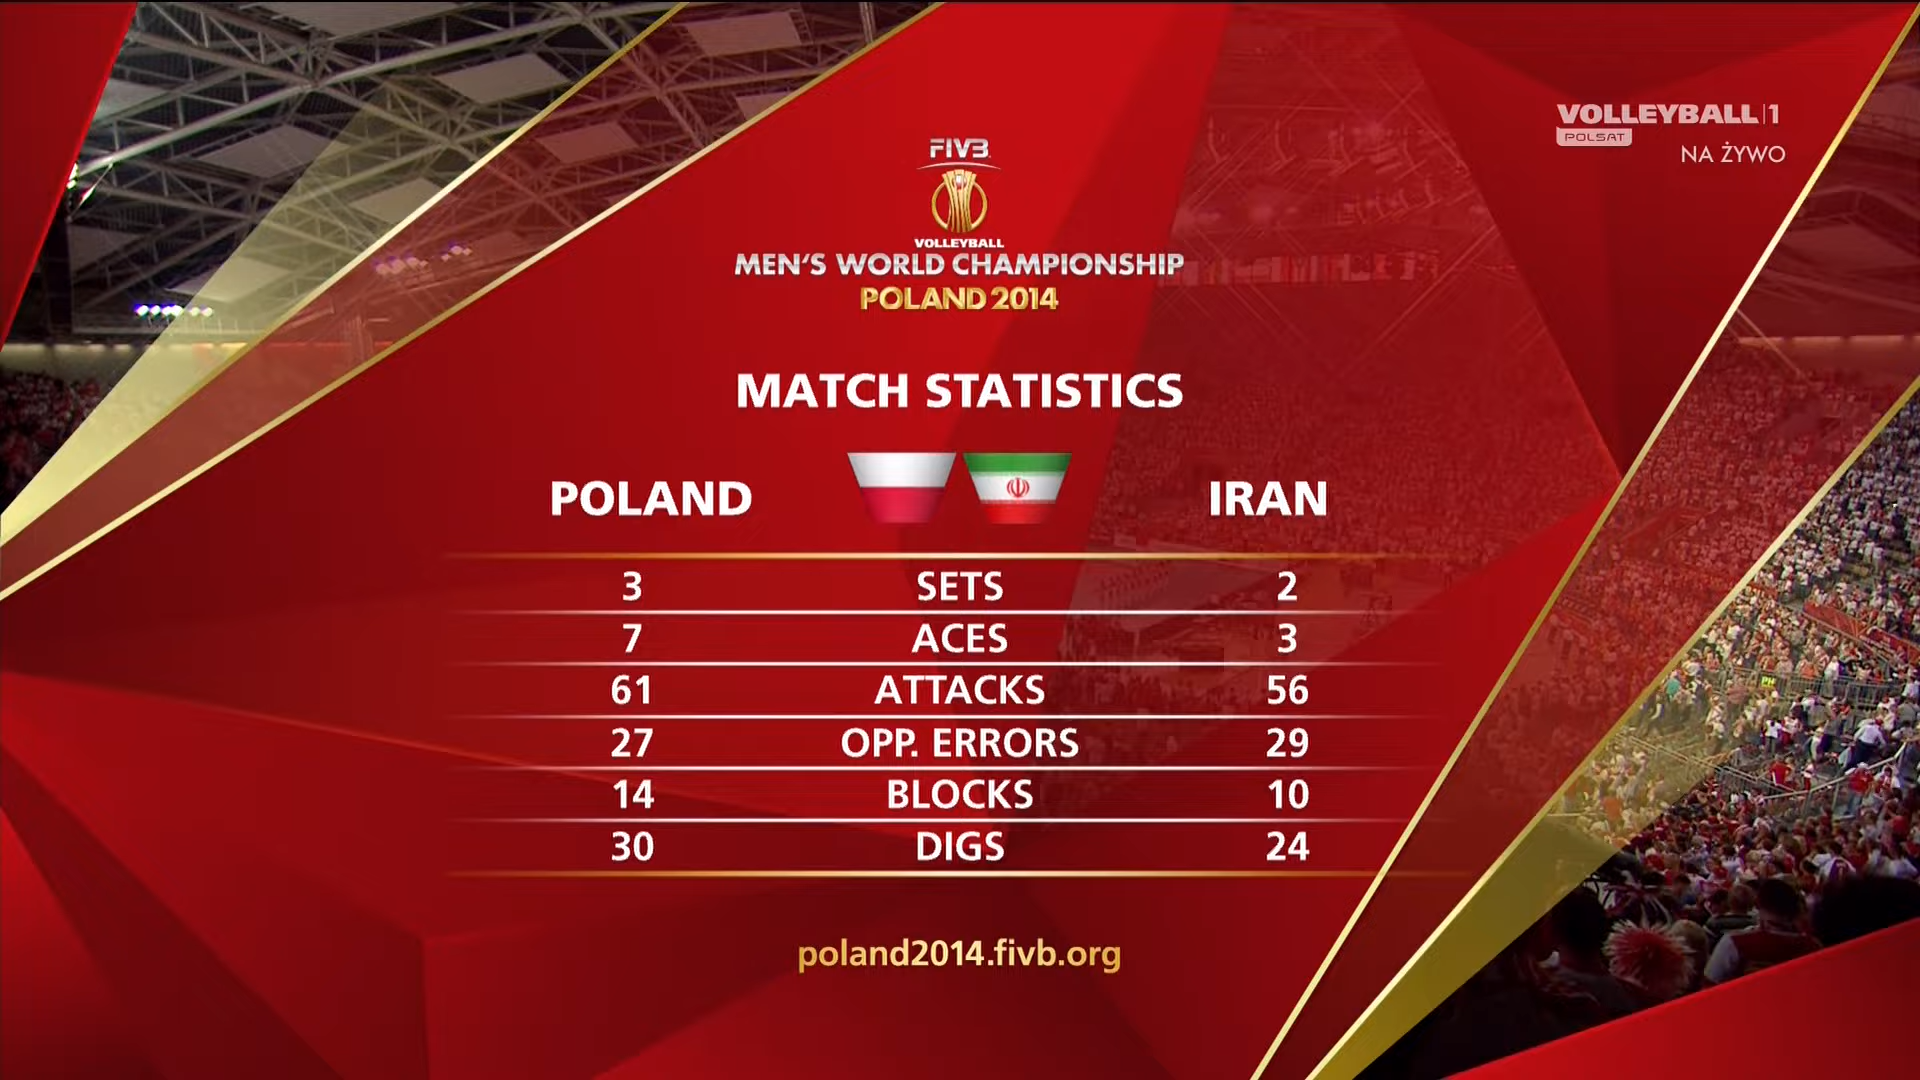 VOLLEYBALL|1
POLSAT
NA ŻYWO
FIVB
VOLLEYBALL
MEN'S WORLD CHAMPIONSHIP
POLAND 2014
MATCH STATISTICS
POLAND IRAN
3 SETS 2
7 ACES 3
61 ATTACKS 56
27 OPP. ERRORS 29
14 BLOCKS 10
30 DIGS 24
poland2014.fivb.org